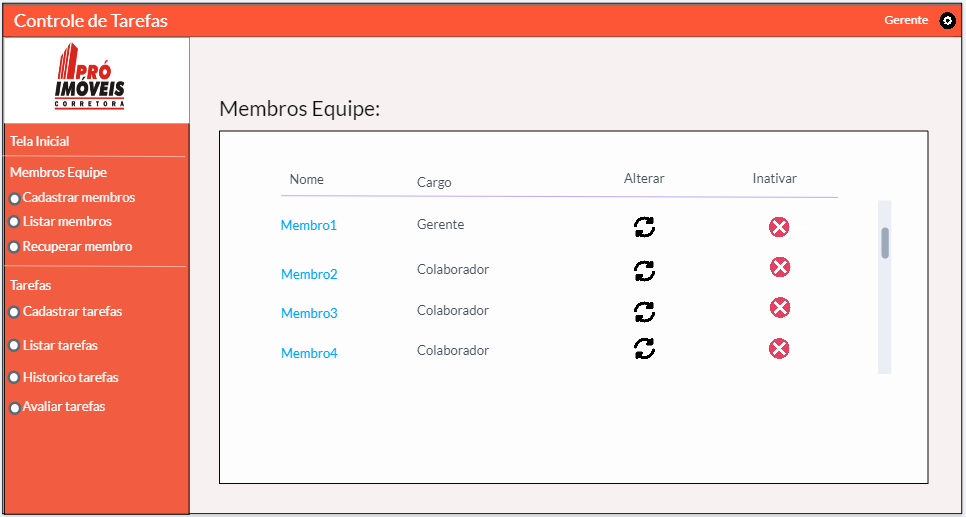 Controle de Tarefas
Gerente
PRÓ
IMÓVEIS
CORRETORA
Tela Inicial
Membros Equipe
Cadastrar membros
Listar membros
Recuperar membro
Tarefas
Cadastrar tarefas
Listar tarefas
Historico tarefas
Avaliar tarefas
Membros Equipe:
Nome Cargo Alterar Inativar
Membro1 Gerente
Membro2 Colaborador
Membro3 Colaborador
Membro4 Colaborador